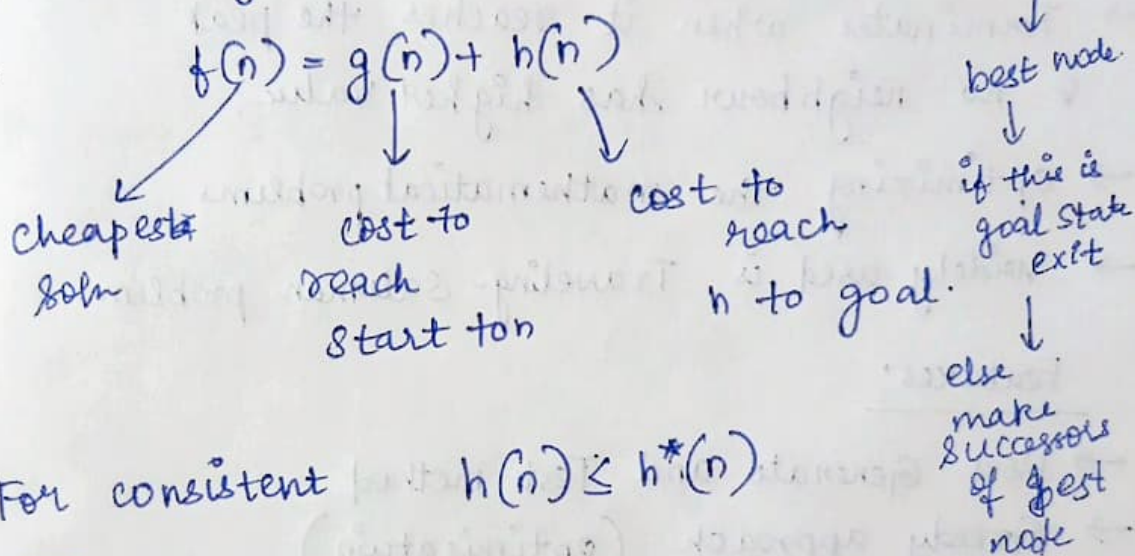 f(n) = g(n) + h(n)
cheapest
soln
cost to
reach
start to n
cost to
reach
n to goal.
For consistent h(n) ≤ h*(n)
↓
best node.
↓
if this is
goal state
exit
↓
else
make
successors
of best
node